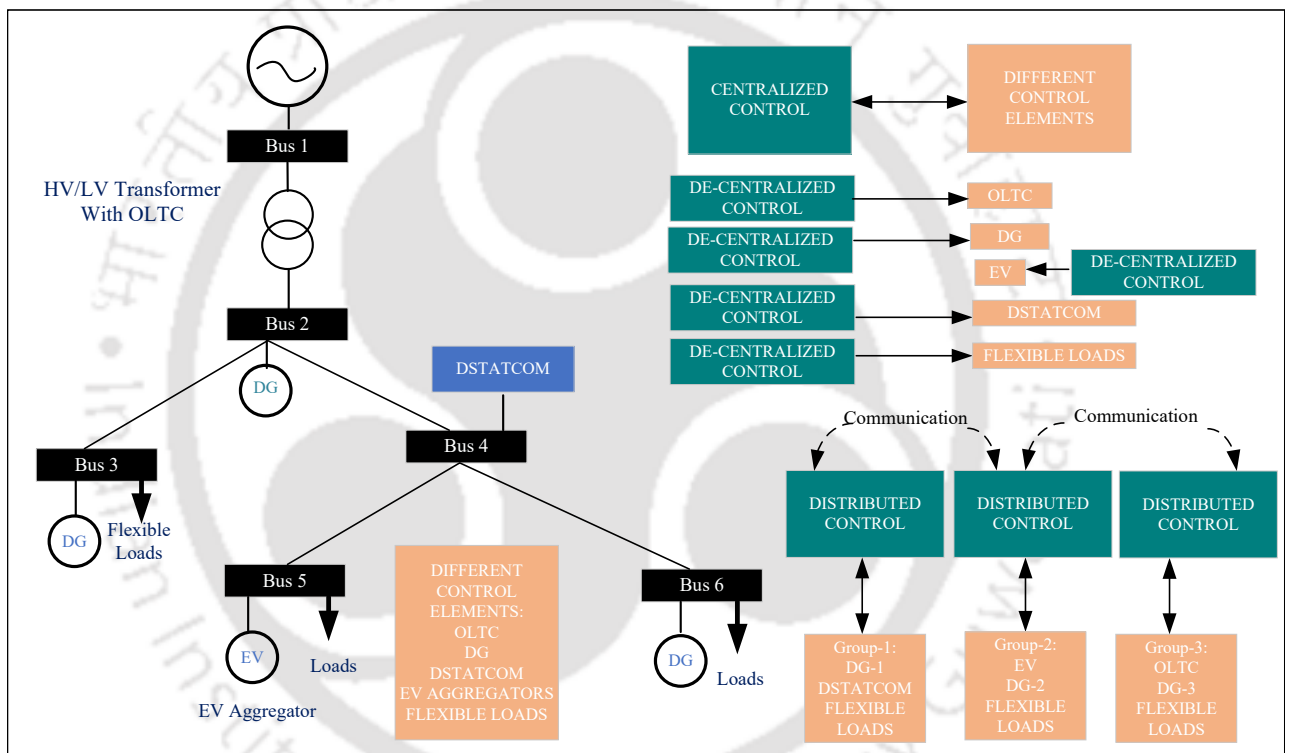 Bus 1
HV/LV Transformer
With OLTC
Bus 2
DG
DSTATCOM
Bus 4
Bus 3
DG
Flexible
Loads
Bus 5
EV
Loads
EV Aggregator
DIFFERENT
CONTROL
ELEMENTS:
OLTC
DG
DSTATCOM
EV AGGREGATORS
FLEXIBLE LOADS
Bus 6
DG
Loads
CENTRALIZED
CONTROL
DIFFERENT
CONTROL
ELEMENTS
DE-CENTRALIZED
CONTROL
OLTC
DE-CENTRALIZED
CONTROL
DG
EV
DE-CENTRALIZED
CONTROL
DE-CENTRALIZED
CONTROL
DSTATCOM
DE-CENTRALIZED
CONTROL
FLEXIBLE LOADS
Communication
Communication
DISTRIBUTED
CONTROL
DISTRIBUTED
CONTROL
DISTRIBUTED
CONTROL
Group-1:
DG-1
DSTATCOM
FLEXIBLE
LOADS
Group-2:
EV
DG-2
FLEXIBLE
LOADS
Group-3:
OLTC
DG-3
FLEXIBLE
LOADS